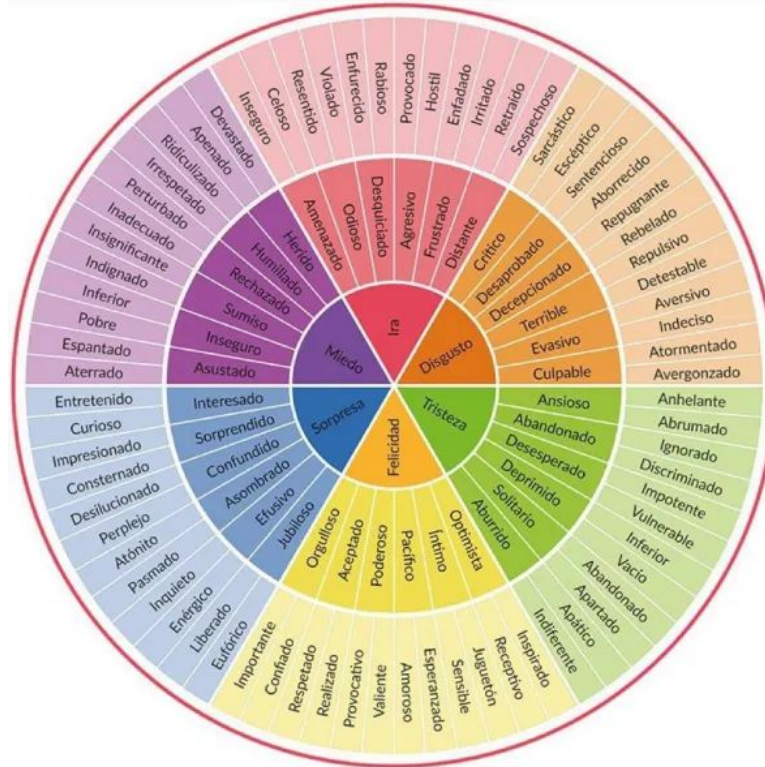 Ira
Disgusto
Tristeza
Felicidad
Sorpresa
Miedo
Amenazado
Odioso
Desquiciado
Agresivo
Frustrado
Distante
Crítico
Desaprobado
Decepcionado
Terrible
Evasivo
Culpable
Ansioso
Abandonado
Desesperado
Deprimido
Solitario
Aburrido
Optimista
Íntimo
Pacífico
Poderoso
Aceptado
Orgulloso
Jubiloso
Efusivo
Asombrado
Confundido
Sorprendido
Interesado
Asustado
Inseguro
Sumiso
Rechazado
Humillado
Herido
Inseguro
Celoso
Resentido
Violado
Enfurecido
Rabioso
Provocado
Hostil
Enfadado
Irritado
Retraído
Sospechoso
Sarcástico
Escéptico
Sentencioso
Aborrecido
Repugnante
Rebelado
Repulsivo
Detestable
Aversivo
Indeciso
Atormentado
Avergonzado
Anhelante
Abrumado
Ignorado
Discriminado
Impotente
Vulnerable
Inferior
Vacío
Abandonado
Apartado
Apático
Indiferente
Inspirado
Receptivo
Juguetón
Sensible
Esperanzado
Amoroso
Valiente
Provocativo
Realizado
Respetado
Confiado
Importante
Eufórico
Liberado
Enérgico
Inquieto
Pasmado
Atónito
Perplejo
Desilucionado
Consternado
Impresionado
Curioso
Entretenido
Aterrado
Espantado
Pobre
Inferior
Indignado
Insignificante
Inadecuado
Perturbado
Irrespetado
Ridiculizado
Apenado
Devastado